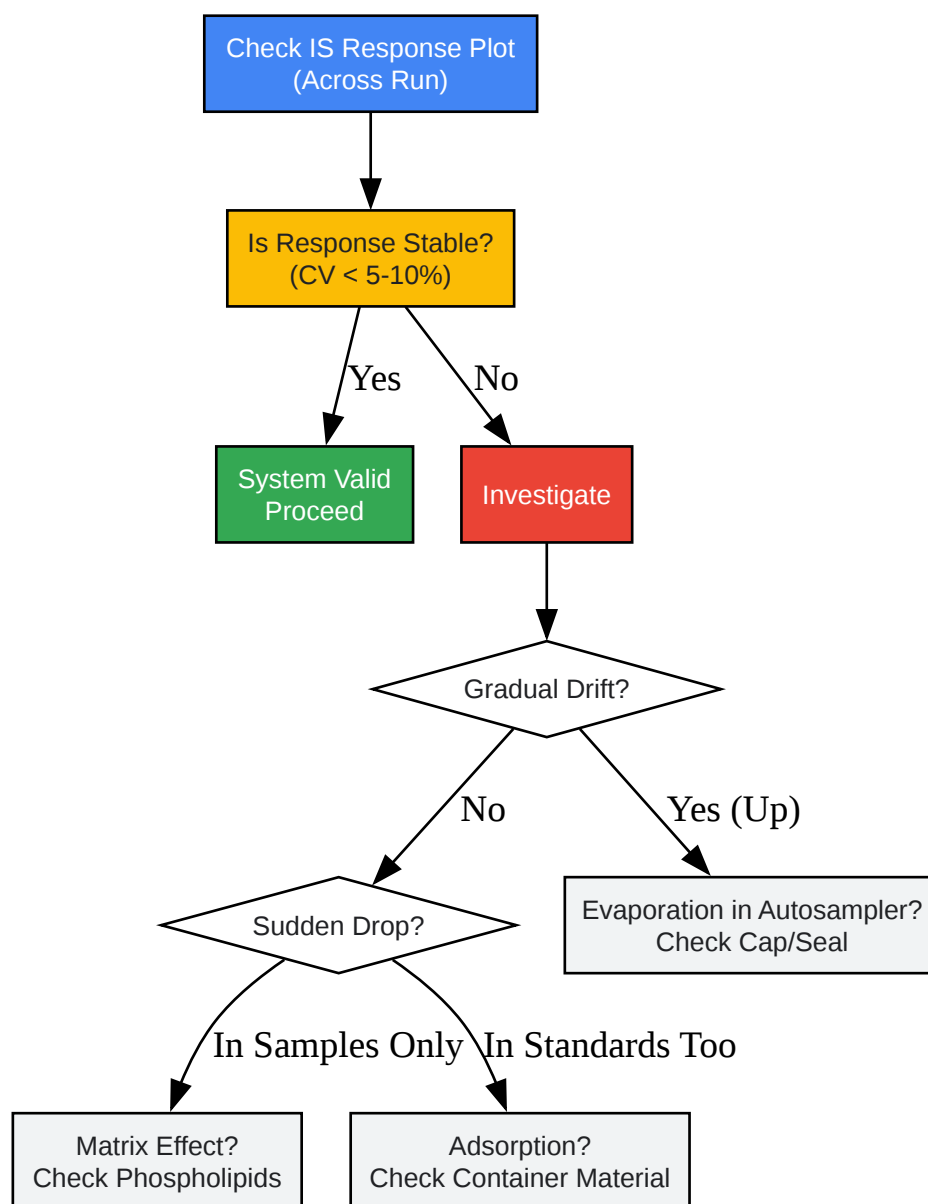 Check IS Response Plot
(Across Run)
Is Response Stable?
(CV < 5-10%)
Yes
No
System Valid
Proceed
Investigate
Gradual Drift?
No
Yes (Up)
Sudden Drop?
Evaporation in Autosampler?
Check Cap/Seal
In Samples Only
In Standards Too
Matrix Effect?
Check Phospholipids
Adsorption?
Check Container Material